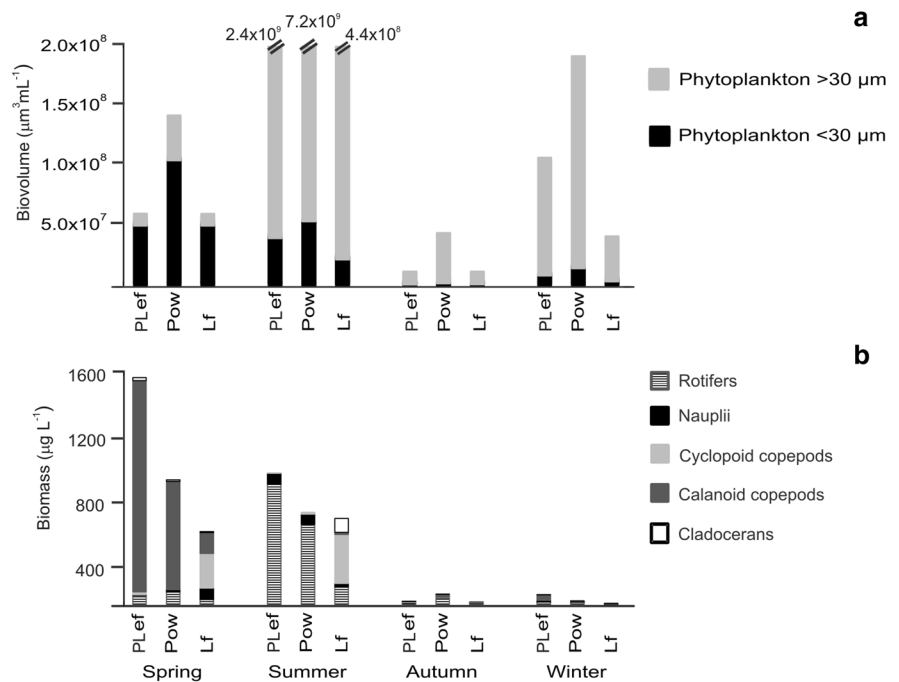 a
7.2x10⁹
2.4x10⁹
4.4x10⁸
2.0x10⁸
1.5x10⁸
1.0x10⁸
5.0x10⁷
Biovolume (µm³mL⁻¹)
Phytoplankton >30 µm
Phytoplankton <30 µm
PLef Pow Lf PLef Pow Lf PLef Pow Lf PLef Pow Lf
b
1600
1200
800
400
Biomass (µg L⁻¹)
Rotifers
Nauplii
Cyclopoid copepods
Calanoid copepods
Cladocerans
PLef Pow Lf PLef Pow Lf PLef Pow Lf PLef Pow Lf
Spring Summer Autumn Winter